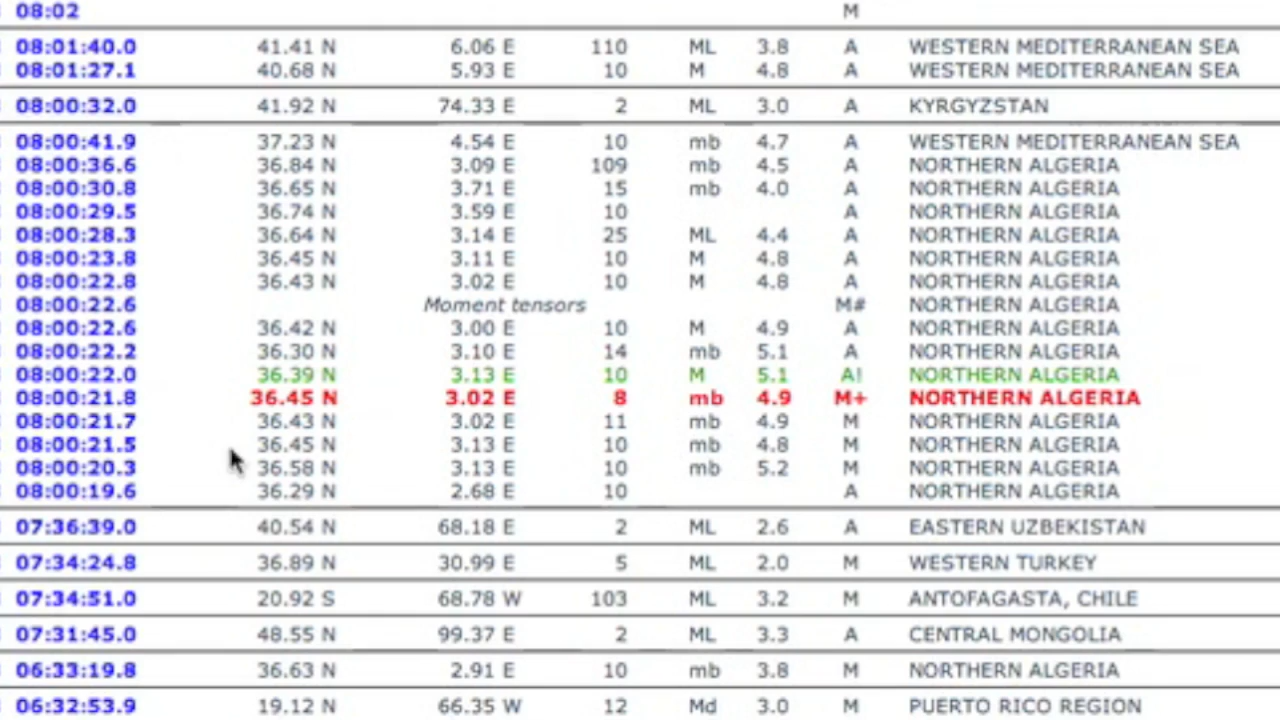 08:02 M
08:01:40.0 41.41 N 6.06 E 110 ML 3.8 A WESTERN MEDITERRANEAN SEA
08:01:27.1 40.68 N 5.93 E 10 M 4.8 A WESTERN MEDITERRANEAN SEA
08:00:32.0 41.92 N 74.33 E 2 ML 3.0 A KYRGYZSTAN
08:00:41.9 37.23 N 4.54 E 10 mb 4.7 A WESTERN MEDITERRANEAN SEA
08:00:36.6 36.84 N 3.09 E 109 mb 4.5 A NORTHERN ALGERIA
08:00:30.8 36.65 N 3.71 E 15 mb 4.0 A NORTHERN ALGERIA
08:00:29.5 36.74 N 3.59 E 10 A NORTHERN ALGERIA
08:00:28.3 36.64 N 3.14 E 25 ML 4.4 A NORTHERN ALGERIA
08:00:23.8 36.45 N 3.11 E 10 M 4.8 A NORTHERN ALGERIA
08:00:22.8 36.43 N 3.02 E 10 M 4.8 A NORTHERN ALGERIA
08:00:22.6 Moment tensors M# NORTHERN ALGERIA
08:00:22.6 36.42 N 3.00 E 10 M 4.9 A NORTHERN ALGERIA
08:00:22.2 36.30 N 3.10 E 14 mb 5.1 A NORTHERN ALGERIA
08:00:22.0 36.39 N 3.13 E 10 M 5.1 A! NORTHERN ALGERIA
08:00:21.8 36.45 N 3.02 E 8 mb 4.9 M+ NORTHERN ALGERIA
08:00:21.7 36.43 N 3.02 E 11 mb 4.9 M NORTHERN ALGERIA
08:00:21.5 36.45 N 3.13 E 10 mb 4.8 M NORTHERN ALGERIA
08:00:20.3 36.58 N 3.13 E 10 mb 5.2 M NORTHERN ALGERIA
08:00:19.6 36.29 N 2.68 E 10 A NORTHERN ALGERIA
07:36:39.0 40.54 N 68.18 E 2 ML 2.6 A EASTERN UZBEKISTAN
07:34:24.8 36.89 N 30.99 E 5 ML 2.0 M WESTERN TURKEY
07:34:51.0 20.92 S 68.78 W 103 ML 3.2 M ANTOFAGASTA, CHILE
07:31:45.0 48.55 N 99.37 E 2 ML 3.3 A CENTRAL MONGOLIA
06:33:19.8 36.63 N 2.91 E 10 mb 3.8 M NORTHERN ALGERIA
06:32:53.9 19.12 N 66.35 W 12 Md 3.0 M PUERTO RICO REGION